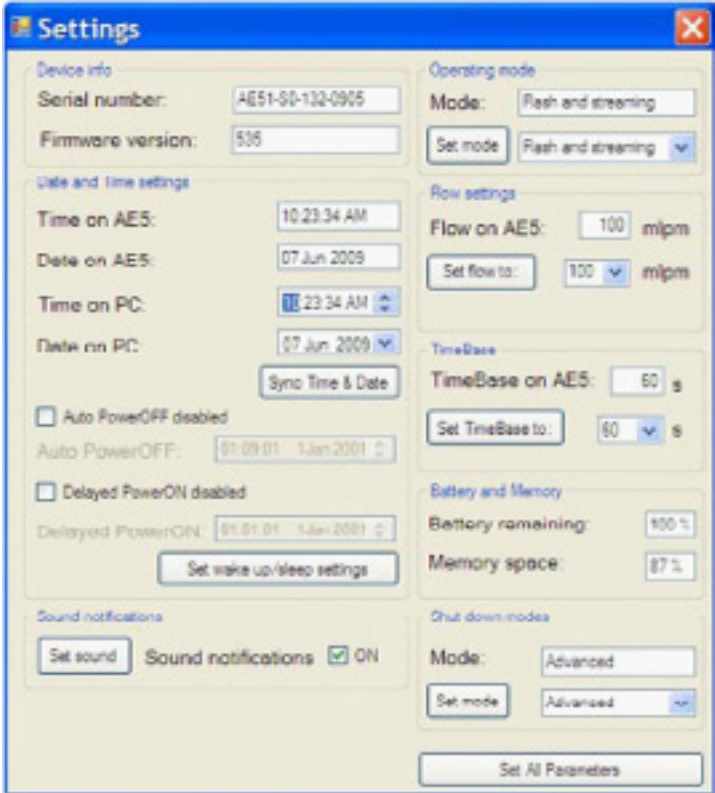 Settings
Device info
Serial number: AE51-S0-132-0905
Firmware version: 535
Date and Time settings
Time on AE5: 10:23:34 AM
Date on AE5: 07 Jun 2009
Time on PC: 10:23:34 AM
Date on PC: 07 Jun 2009
Sync Time & Date
Auto PowerOFF disabled
Auto PowerOFF: 01:09:01 1Jan 2001
Delayed PowerON disabled
Delayed PowerON: 01:01:01 1Jan 2001
Set wake up/sleep settings
Sound notifications
Set sound Sound notifications ON
Operating mode
Mode: Flash and streaming
Set mode Flash and streaming
Flow settings
Flow on AE5: 100 mlpm
Set flow to: 100 mlpm
TimeBase
TimeBase on AE5: 60 s
Set TimeBase to: 60 s
Battery and Memory
Battery remaining: 100 %
Memory space: 87 %
Shut down modes
Mode: Advanced
Set mode Advanced
Set All Parameters